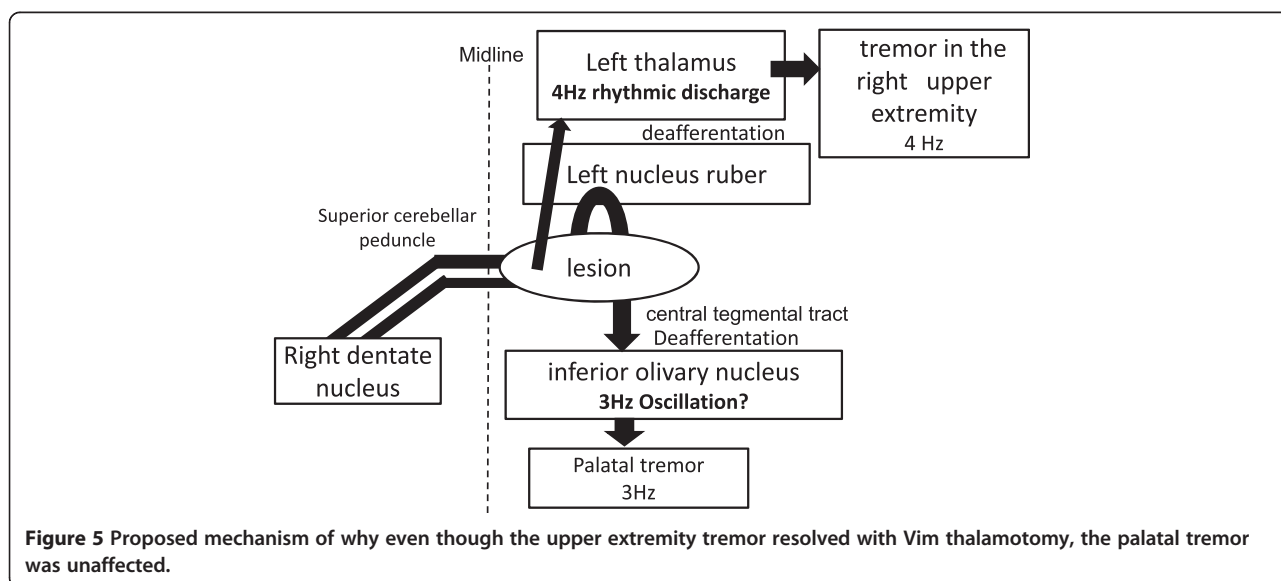 Midline
Left thalamus
4Hz rhythmic discharge
tremor in the
right upper
extremity
4 Hz
deafferentation
Left nucleus ruber
Superior cerebellar
peduncle
lesion
central tegmental tract
Deafferentation
Right dentate
nucleus
inferior olivary nucleus
3Hz Oscillation?
Palatal tremor
3Hz
Figure 5 Proposed mechanism of why even though the upper extremity tremor resolved with Vim thalamotomy, the palatal tremor
was unaffected.